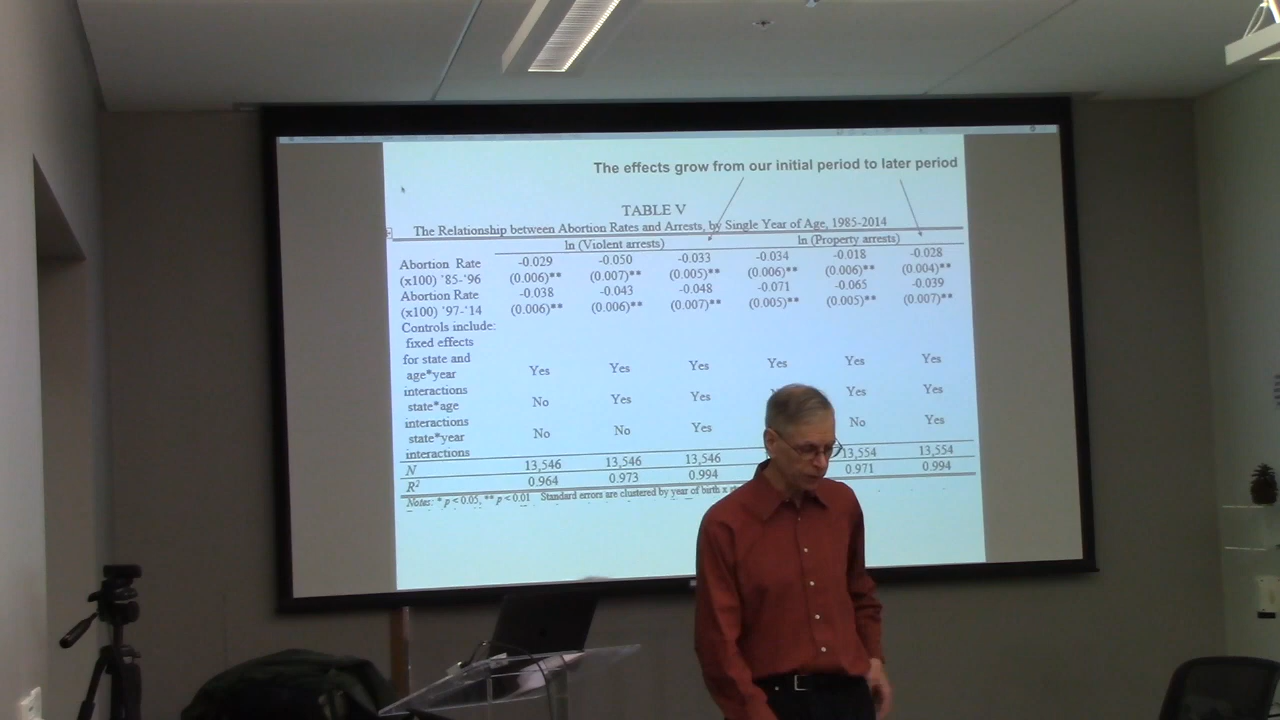 The effects grow from our initial period to later period
TABLE V
The Relationship between Abortion Rates and Arrests, by Single Year of Age, 1985-2014
ln (Violent arrests) ln (Property arrests)
Abortion Rate -0.029 -0.050 -0.033 -0.034 -0.018 -0.028
(x100) '85-'96 (0.006)** (0.007)** (0.005)** (0.006)** (0.006)** (0.004)**
Abortion Rate -0.038 -0.043 -0.048 -0.071 -0.065 -0.039
(x100) '97-'14 (0.006)** (0.006)** (0.007)** (0.005)** (0.005)** (0.007)**
Controls include:
fixed effects
for state and
age*year Yes Yes Yes Yes Yes Yes
interactions
state*age No Yes Yes Yes Yes
interactions
state*year No No Yes No Yes
interactions
N 13,546 13,546 13,546 13,554 13,554
R² 0.964 0.973 0.994 0.971 0.994
Notes: * p < 0.05, ** p < 0.01 Standard errors are clustered by year of birth x